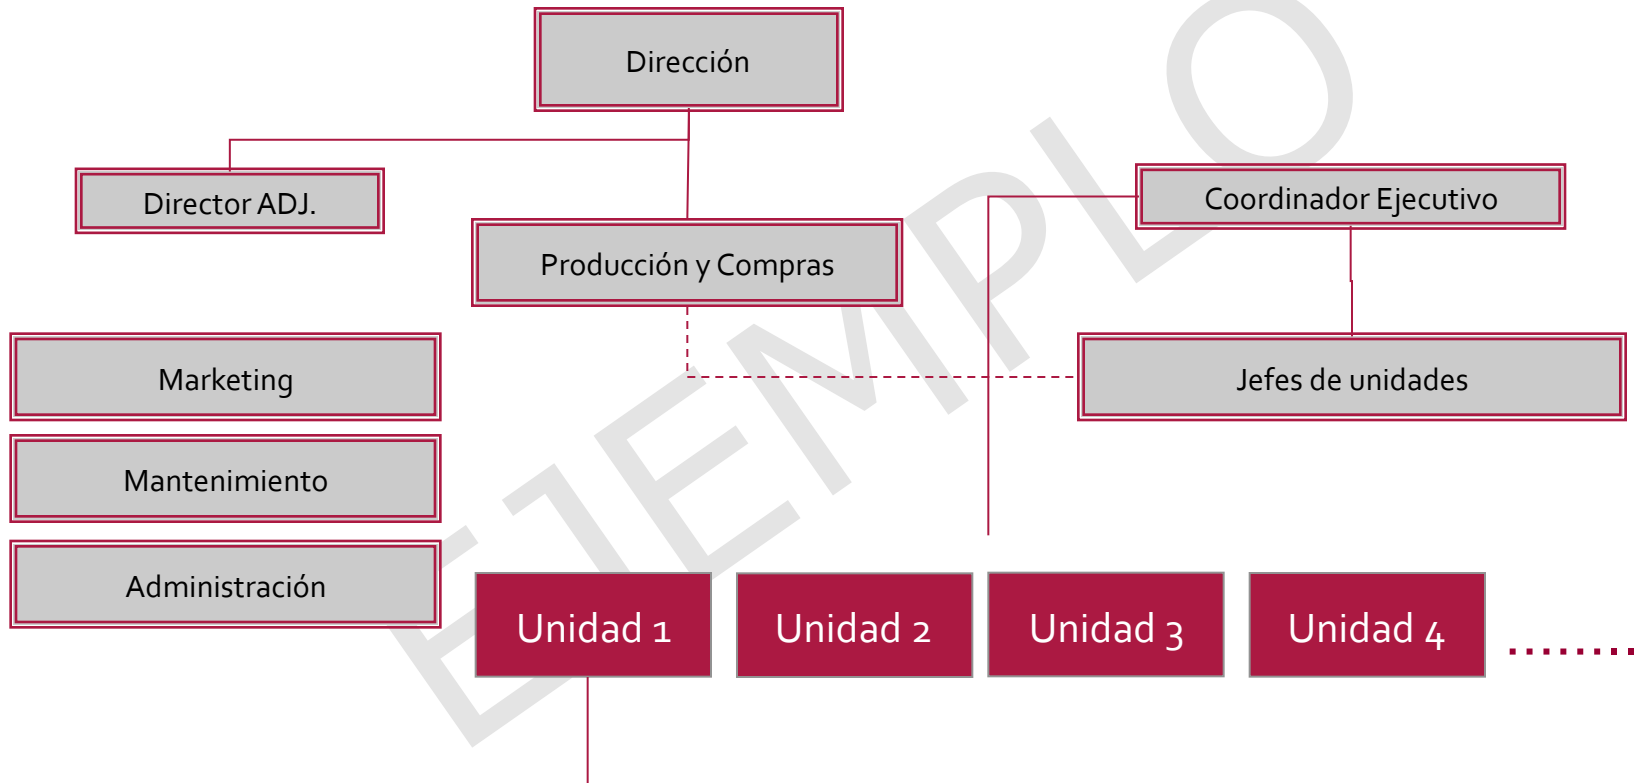 Dirección
Director ADJ.
Coordinador Ejecutivo
Producción y Compras
Marketing
Jefes de unidades
Mantenimiento
Administración
Unidad 1
Unidad 2
Unidad 3
Unidad 4
EJEMPLO